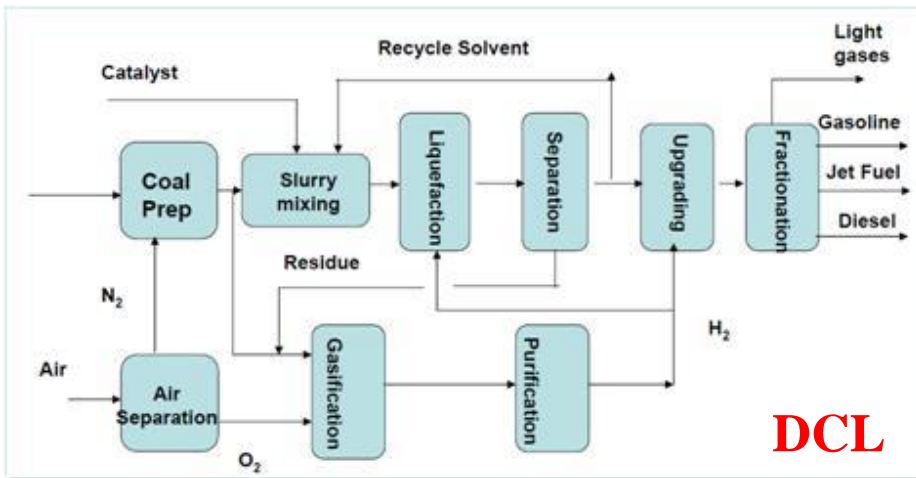 Light
gases
Recycle Solvent
Catalyst
Gasoline
Coal
Prep
Slurry
mixing
Liquefaction
Separation
Upgrading
Fractionation
Jet Fuel
Diesel
Residue
N₂
H₂
Air
Air
Separation
Gasification
Purification
O₂
DCL